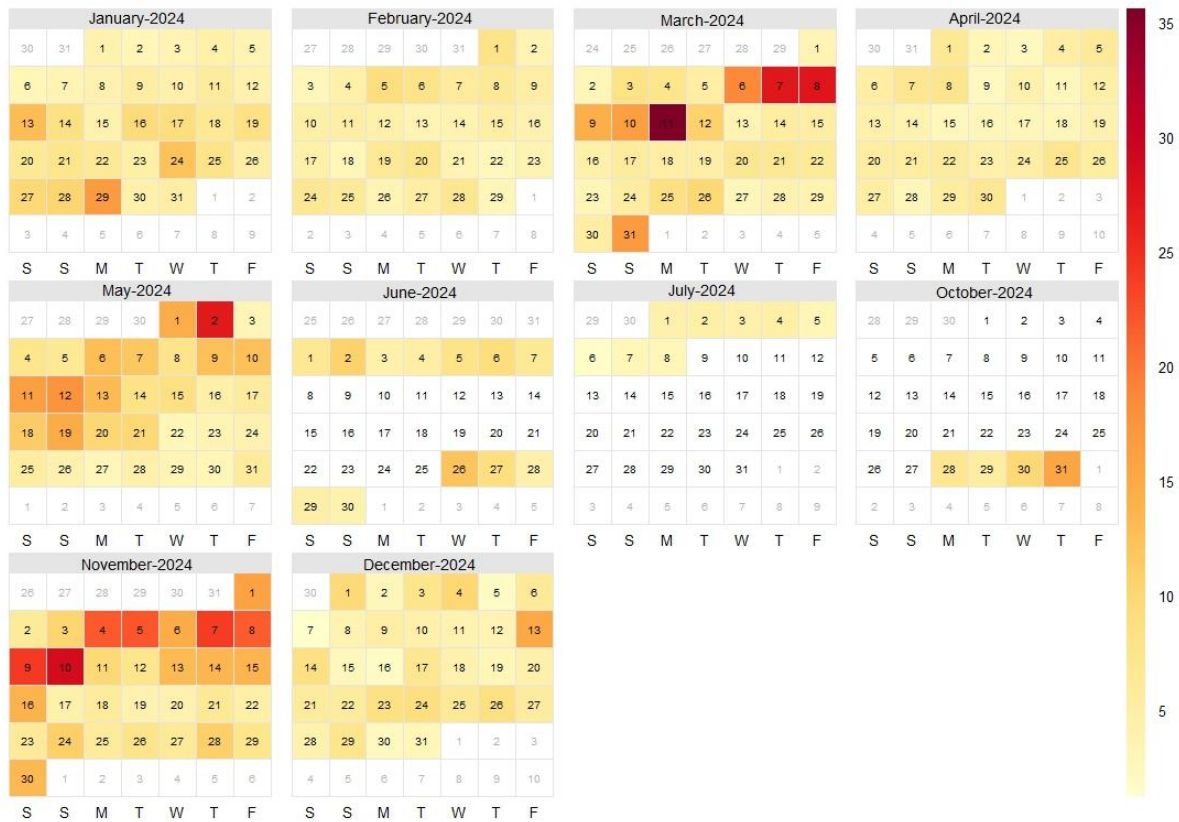 January-2024
30 31 1 2 3 4 5
6 7 8 9 10 11 12
13 14 15 16 17 18 19
20 21 22 23 24 25 26
27 28 29 30 31 1 2
3 4 5 6 7 8 9
S S M T W T F
February-2024
27 28 29 30 31 1 2
3 4 5 6 7 8 9
10 11 12 13 14 15 16
17 18 19 20 21 22 23
24 25 26 27 28 29 1
2 3 4 5 6 7 8
S S M T W T F
March-2024
24 25 26 27 28 29 1
2 3 4 5 6 7 8
9 10 11 12 13 14 15
16 17 18 19 20 21 22
23 24 25 26 27 28 29
30 31 1 2 3 4 5
S S M T W T F
April-2024
30 31 1 2 3 4 5
6 7 8 9 10 11 12
13 14 15 16 17 18 19
20 21 22 23 24 25 26
27 28 29 30 1 2 3
4 5 6 7 8 9 10
S S M T W T F
May-2024
27 28 29 30 1 2 3
4 5 6 7 8 9 10
11 12 13 14 15 16 17
18 19 20 21 22 23 24
25 26 27 28 29 30 31
1 2 3 4 5 6 7
S S M T W T F
June-2024
25 26 27 28 29 30 31
1 2 3 4 5 6 7
8 9 10 11 12 13 14
15 16 17 18 19 20 21
22 23 24 25 26 27 28
29 30 1 2 3 4 5
S S M T W T F
July-2024
29 30 1 2 3 4 5
6 7 8 9 10 11 12
13 14 15 16 17 18 19
20 21 22 23 24 25 26
27 28 29 30 31 1 2
3 4 5 6 7 8 9
S S M T W T F
October-2024
28 29 30 1 2 3 4
5 6 7 8 9 10 11
12 13 14 15 16 17 18
19 20 21 22 23 24 25
26 27 28 29 30 31 1
2 3 4 5 6 7 8
S S M T W T F
November-2024
26 27 28 29 30 31 1
2 3 4 5 6 7 8
9 10 11 12 13 14 15
16 17 18 19 20 21 22
23 24 25 26 27 28 29
30 1 2 3 4 5 6
S S M T W T F
December-2024
30 1 2 3 4 5 6
7 8 9 10 11 12 13
14 15 16 17 18 19 20
21 22 23 24 25 26 27
28 29 30 31 1 2 3
4 5 6 7 8 9 10
S S M T W T F
35
30
25
20
15
10
5